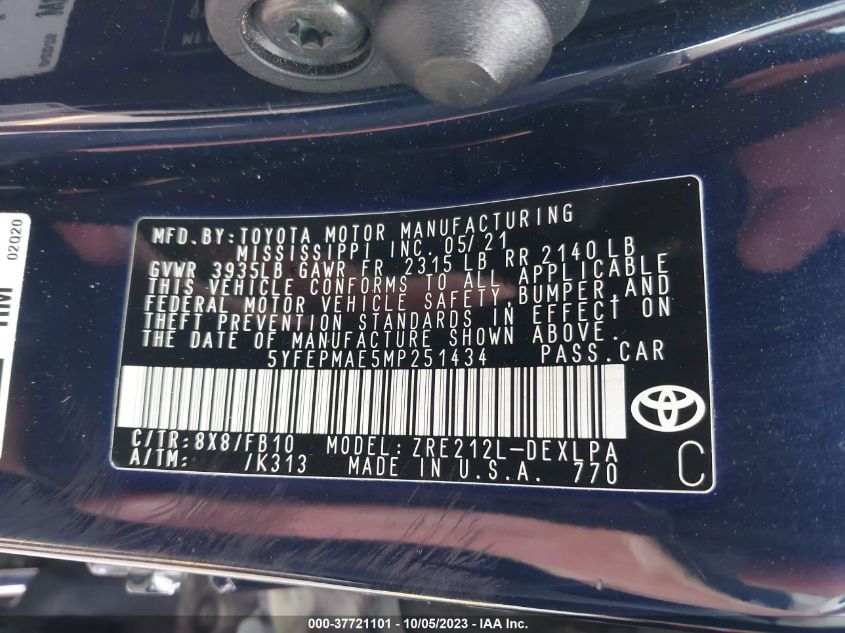 02020
MFD.BY:TOYOTA MOTOR MANUFACTURING
MISSISSIPPI INC. 05/21
GVWR 3935LB GAWR FR 2315 LB RR 2140 LB
THIS VEHICLE CONFORMS TO ALL APPLICABLE
FEDERAL MOTOR VEHICLE SAFETY,BUMPER,AND
THEFT PREVENTION STANDARDS IN EFFECT ON
THE DATE OF MANUFACTURE SHOWN ABOVE.
5YFEPMAE5MP251434 PASS.CAR
C/TR:8X8/FB10 MODEL:ZRE212L-DEXLPA
A/TM: /K313 MADE IN U.S.A. 770
C
000-37721101 - 10/05/2023 - IAA Inc.